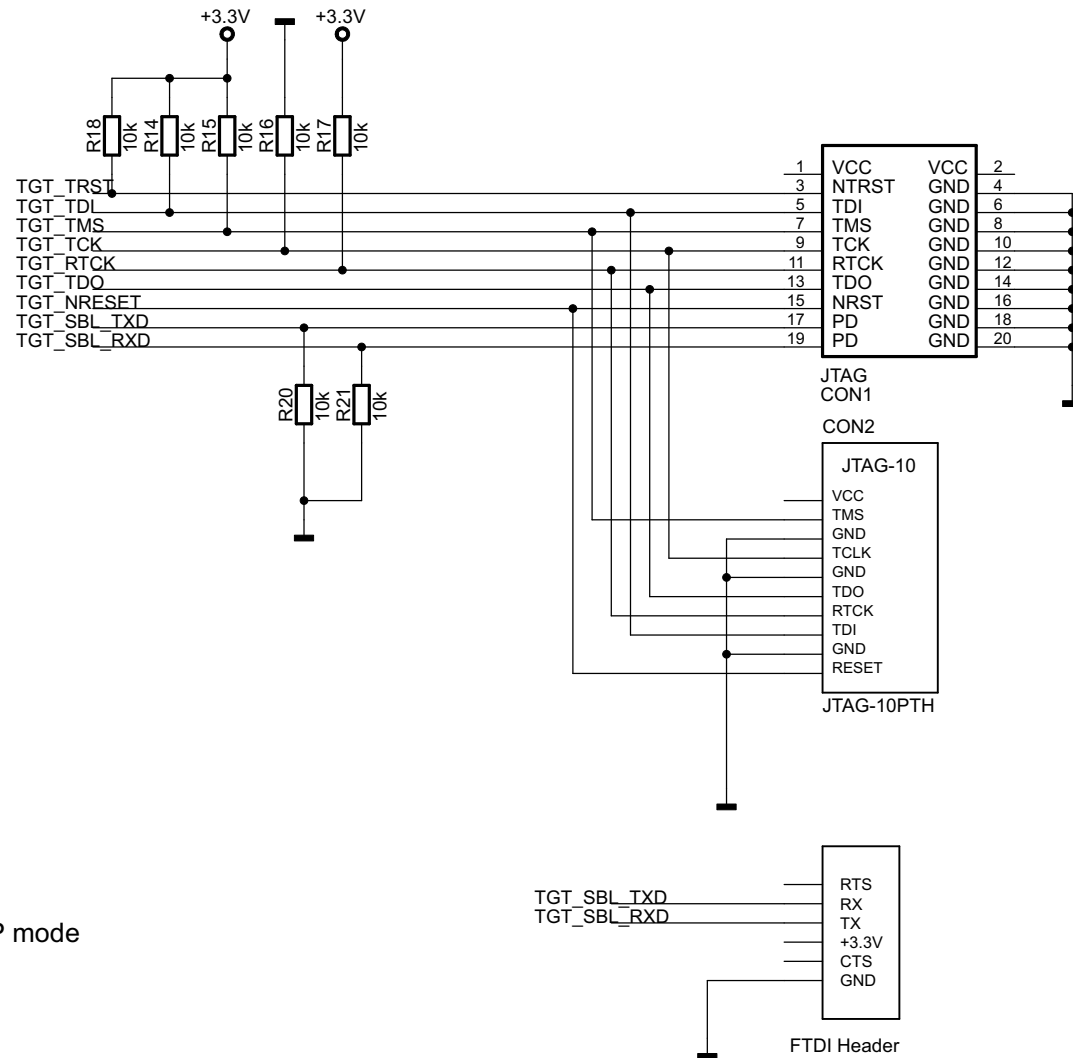 +3.3V
+3.3V
R18
10k
R14
10k
R15
10k
R16
10k
R17
10k
TGT_TRST
TGT_TDI
TGT_TMS
TGT_TCK
TGT_RTCK
TGT_TDO
TGT_NRESET
TGT_SBL_TXD
TGT_SBL_RXD
1 VCC VCC 2
3 NTRST GND 4
5 TDI GND 6
7 TMS GND 8
9 TCK GND 10
11 RTCK GND 12
13 TDO GND 14
15 NRST GND 16
17 PD GND 18
19 PD GND 20
JTAG
CON1
R20
10k
R21
10k
CON2
JTAG-10
VCC
TMS
GND
TCLK
GND
TDO
RTCK
TDI
GND
RESET
JTAG-10PTH
mode
TGT_SBL_TXD
TGT_SBL_RXD
RTS
RX
TX
+3.3V
CTS
GND
FTDI Header